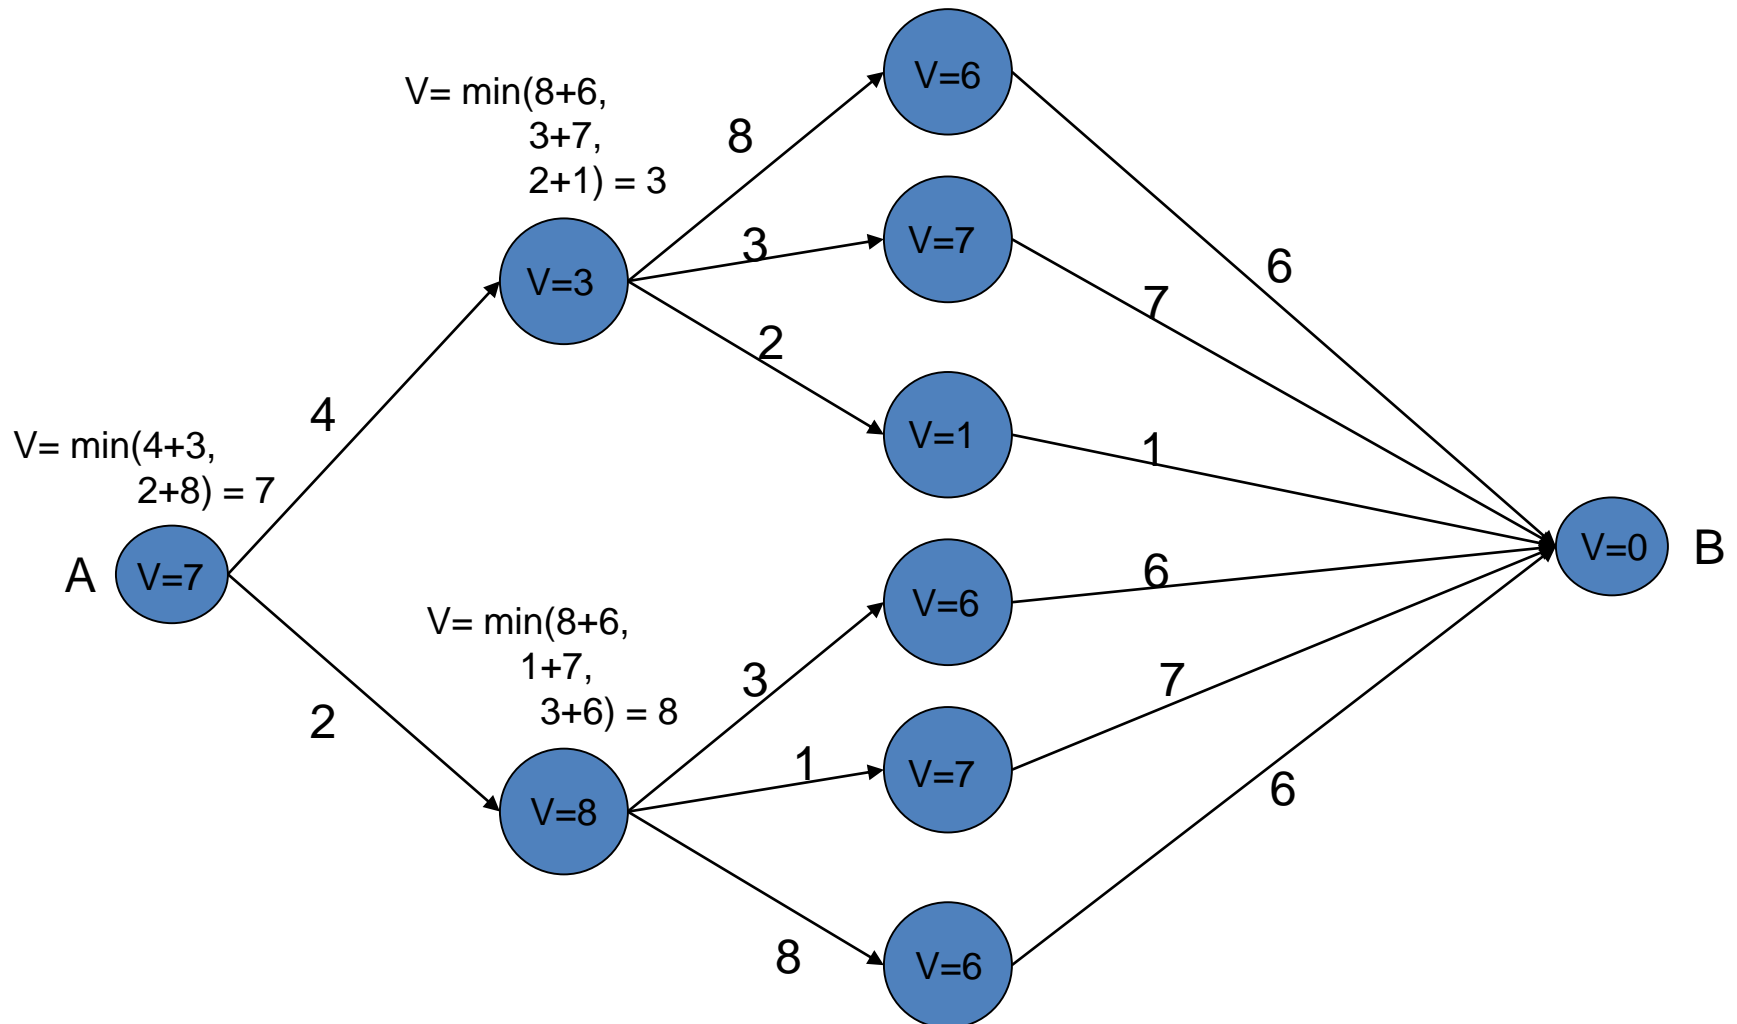 V=6
V= min(8+6,
3+7,
2+1) = 3
8
V=7
3
V=3
6
7
2
4
V=1
1
V= min(4+3,
2+8) = 7
A
V=7
V=0
B
6
V=6
V= min(8+6,
1+7,
3+6) = 8
3
7
2
1
V=7
V=8
6
8
V=6